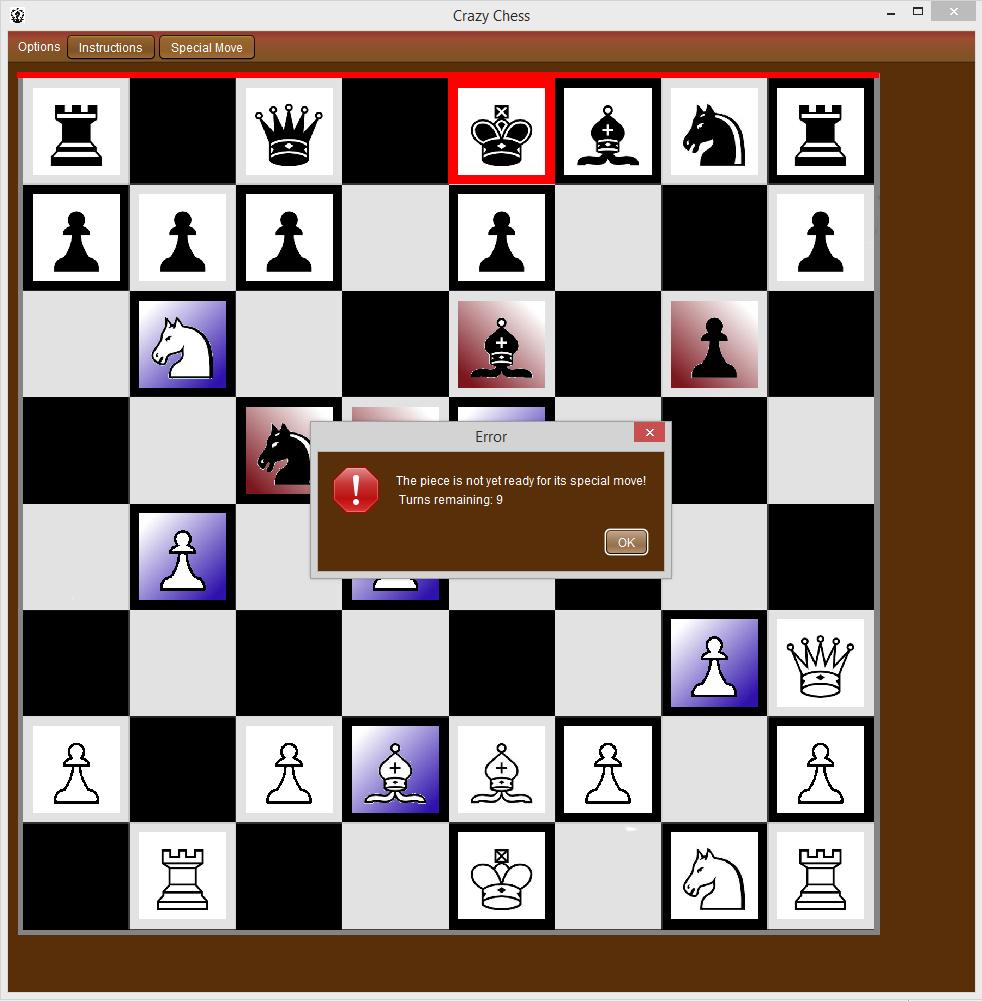 Crazy Chess
Options Instructions Special Move
Error
The piece is not yet ready for its special move!
Turns remaining: 9
OK